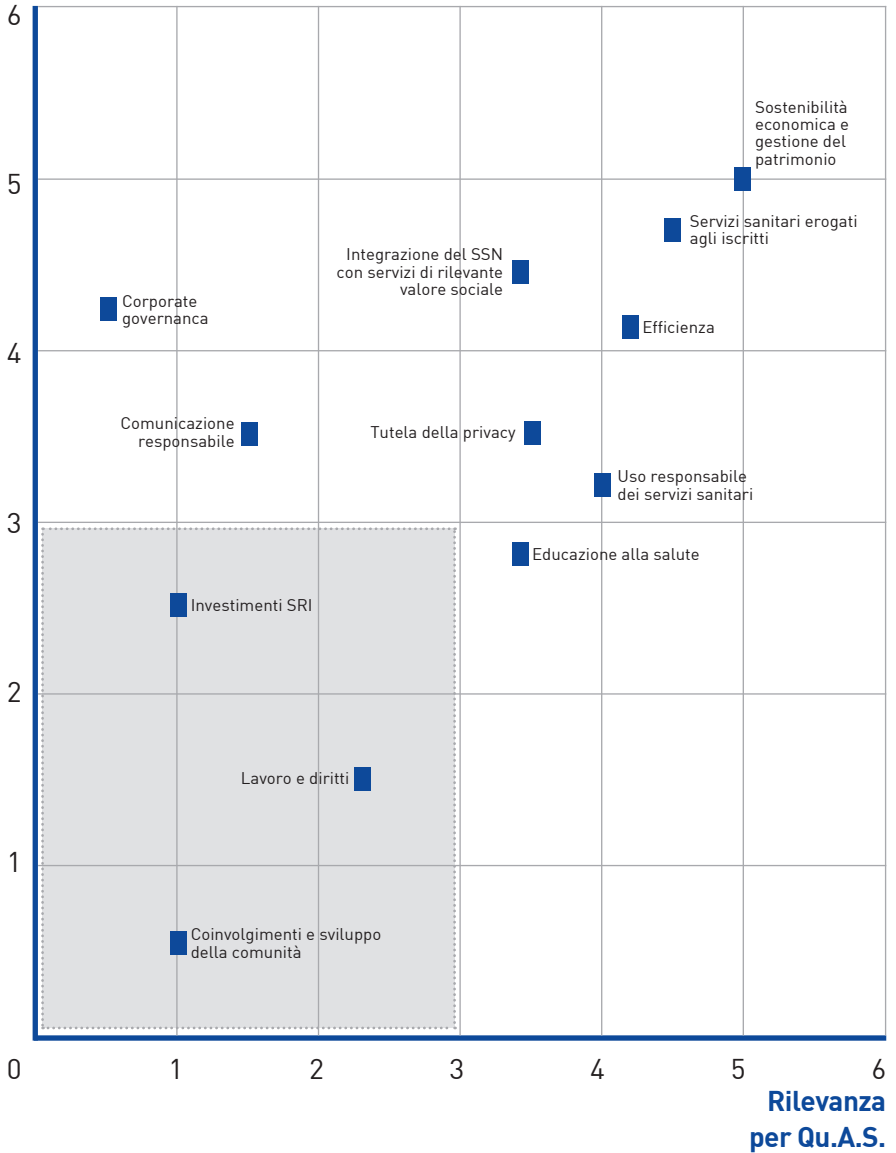 6
Sostenibilità
economica e
gestione del
patrimonio
5
Servizi sanitari erogati
agli iscritti
Integrazione del SSN
con servizi di rilevante
valore sociale
Corporate
governanca
Efficienza
4
Comunicazione
responsabile
Tutela della privacy
Uso responsabile
dei servizi sanitari
3
Educazione alla salute
Investimenti SRI
2
Lavoro e diritti
1
Coinvolgimenti e sviluppo
della comunità
0 1 2 3 4 5 6
Rilevanza
per Qu.A.S.